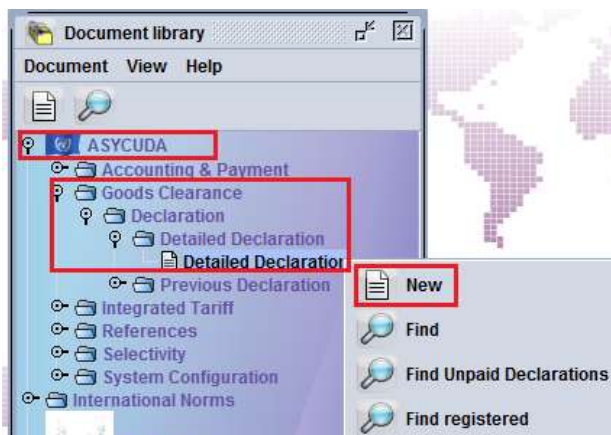 Document library
Document View Help
ASYCUDA
Accounting & Payment
Goods Clearance
Declaration
Detailed Declaration
Detailed Declaration
Previous Declaration
Integrated Tariff
References
Selectivity
System Configuration
International Norms
New
Find
Find Unpaid Declarations
Find registered